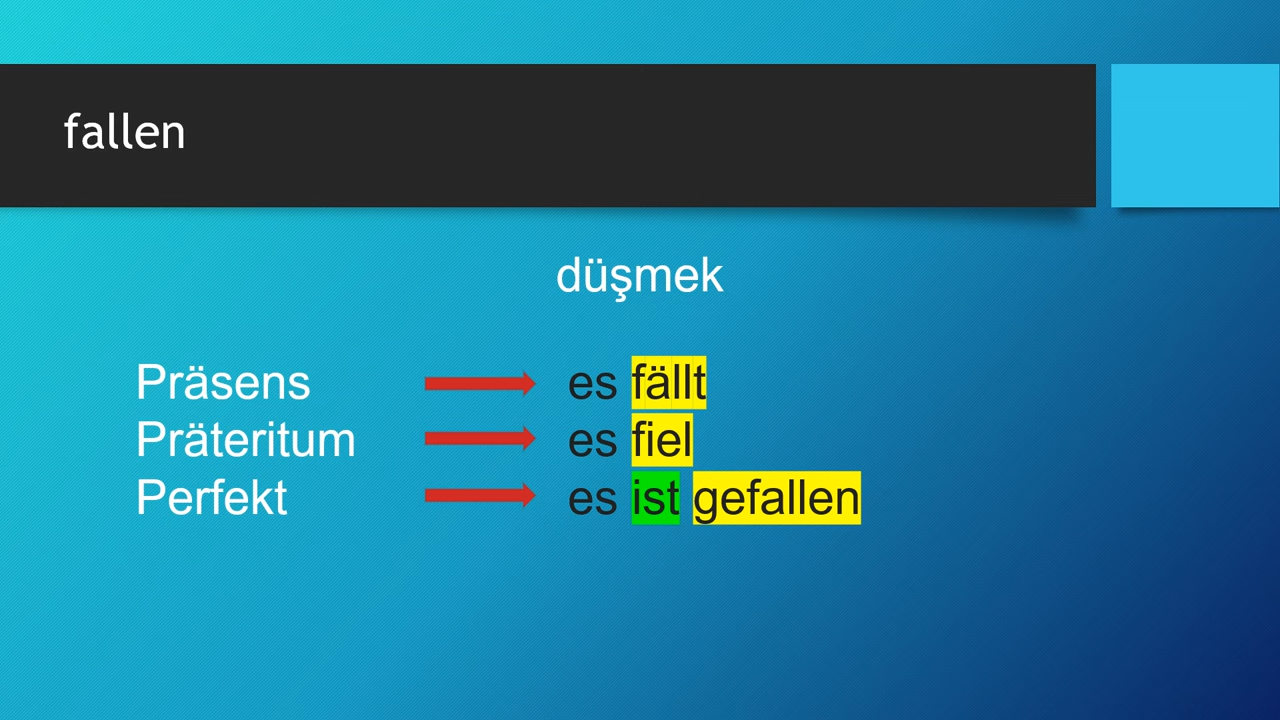 fallen
düşmek
Präsens es fällt
Präteritum es fiel
Perfekt es ist gefallen